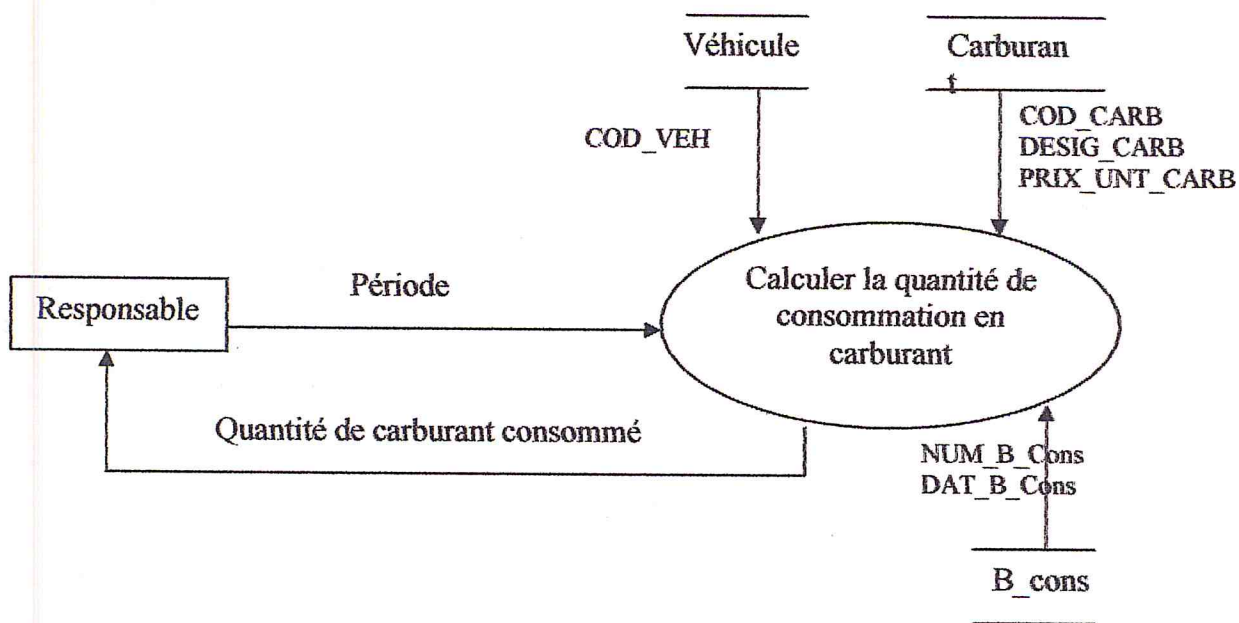 Véhicule
Carburan
t
COD_VEH
COD_CARB
DESIG_CARB
PRIX_UNT_CARB
Calculer la quantité de
consommation en
carburant
Période
Responsable
Quantité de carburant consommé
NUM_B_Cons
DAT_B_Cons
B_cons